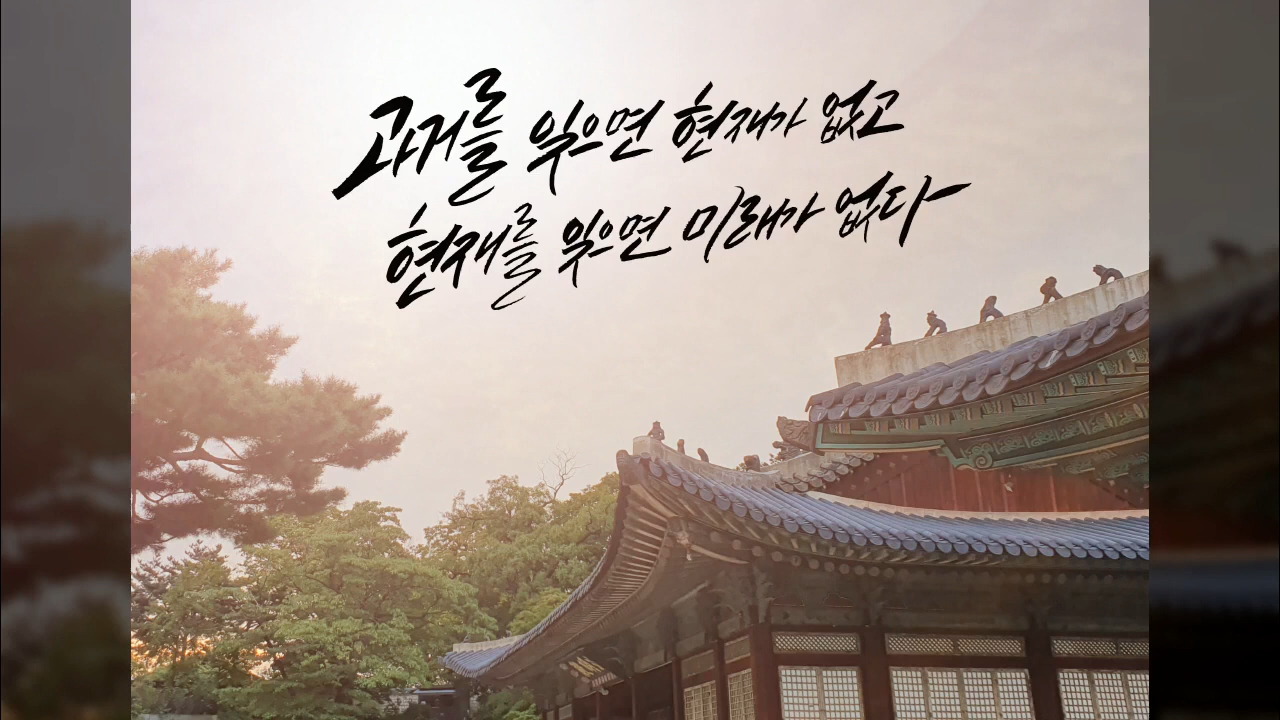 과거를 잊으면 현재가 없고
현재를 잊으면 미래가 없다